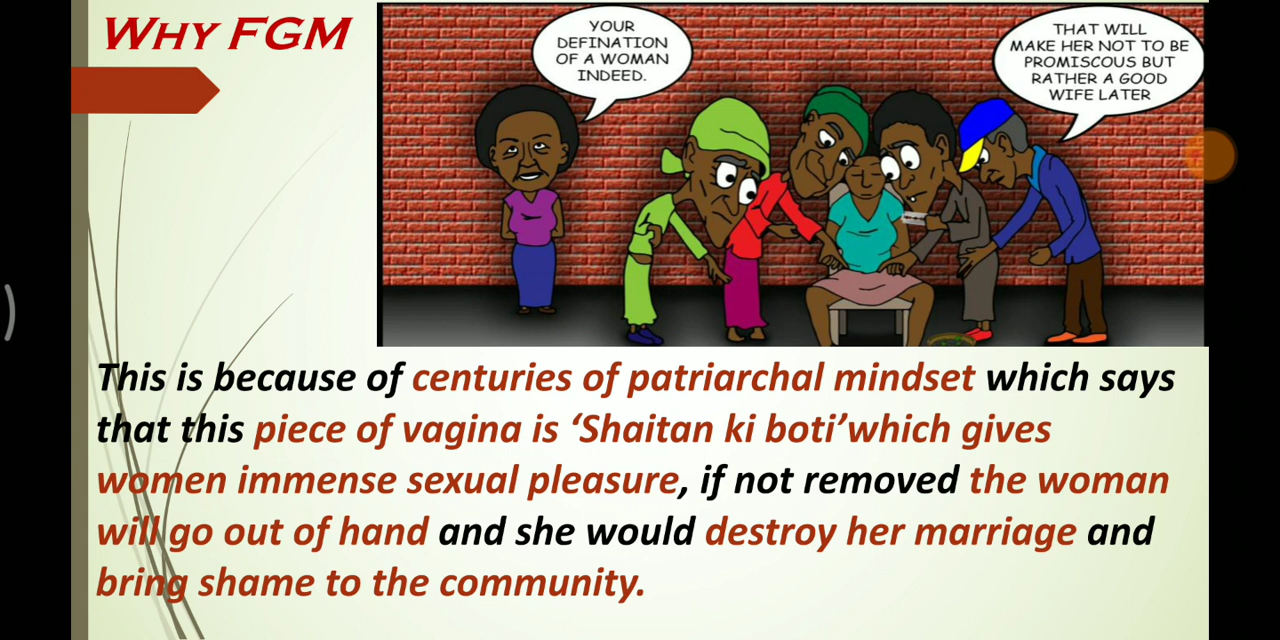 WHY FGM
YOUR
DEFINATION
OF A WOMAN
INDEED.
THAT WILL
MAKE HER NOT TO BE
PROMISCOUS BUT
RATHER A GOOD
WIFE LATER
This is because of centuries of patriarchal mindset which says
that this piece of vagina is ‘Shaitan ki boti’which gives
women immense sexual pleasure, if not removed the woman
will go out of hand and she would destroy her marriage and
bring shame to the community.